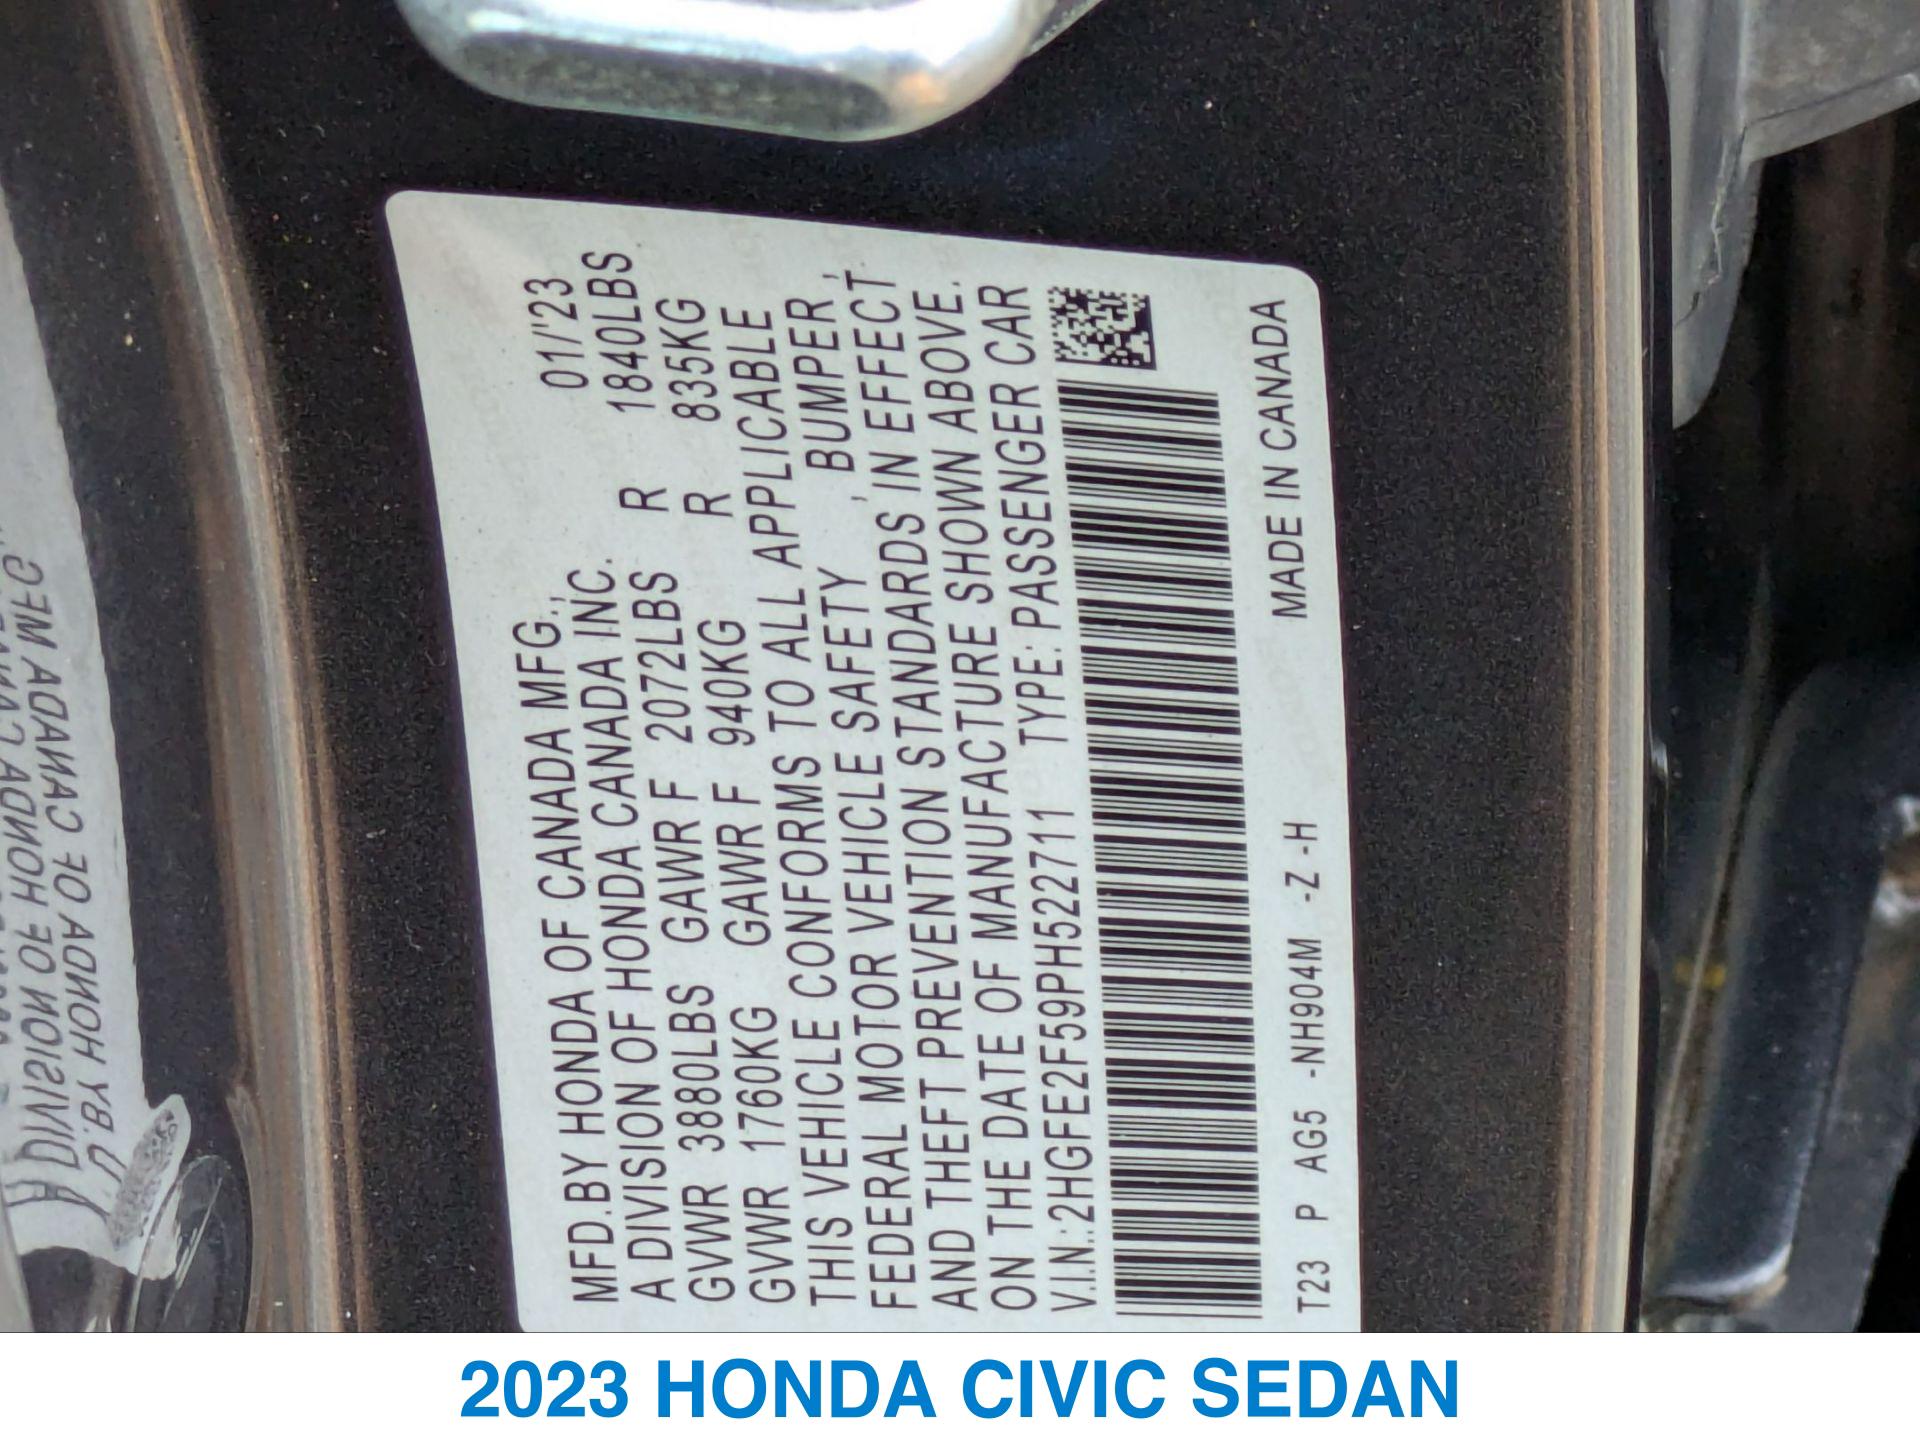 MFD.BY HONDA OF CANADA MFG., 01/'23
A DIVISION OF HONDA CANADA INC.
GVWR 3880LBS GAWR F 2072LBS R 1840LBS
GVWR 1760KG GAWR F 940KG R 835KG
THIS VEHICLE CONFORMS TO ALL APPLICABLE
FEDERAL MOTOR VEHICLE SAFETY , BUMPER ,
AND THEFT PREVENTION STANDARDS IN EFFECT
ON THE DATE OF MANUFACTURE SHOWN ABOVE.
V.I.N.:2HGFE2F59PH522711 TYPE: PASSENGER CAR
T23 P AG5 -NH904M -Z -H MADE IN CANADA
2023 HONDA CIVIC SEDAN